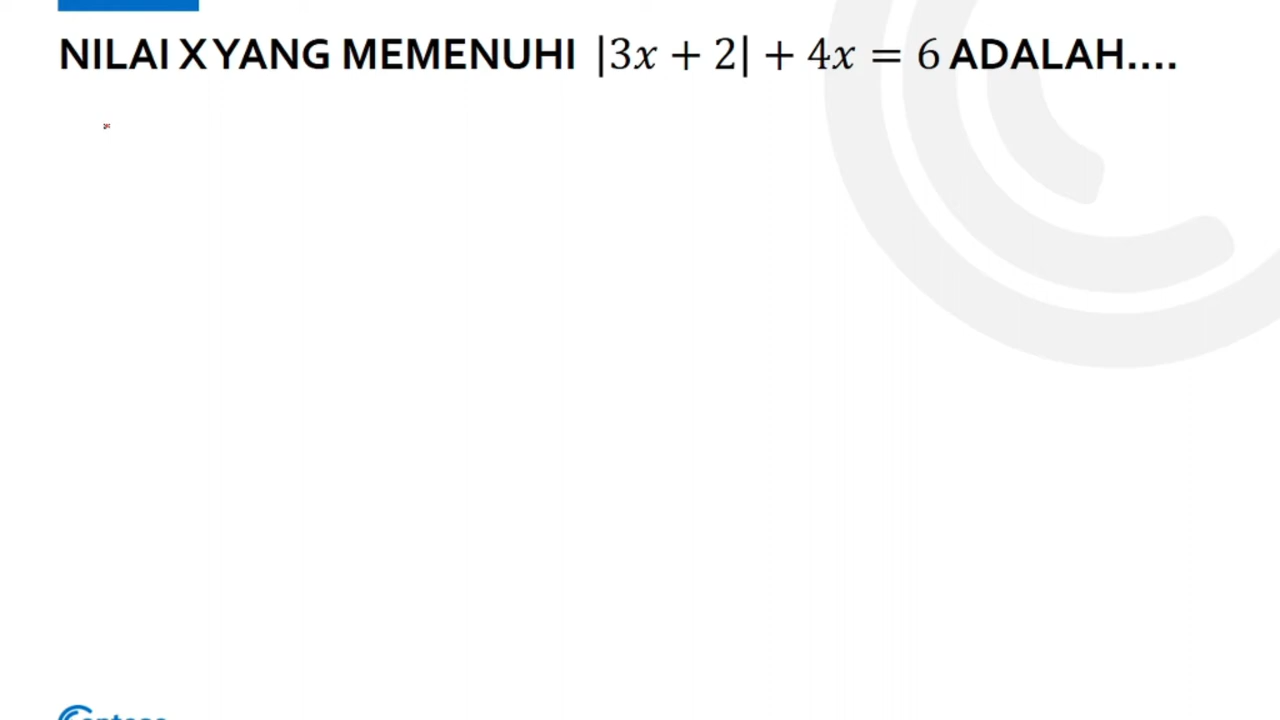 NILAI X YANG MEMENUHI |3x + 2| + 4x = 6 ADALAH....